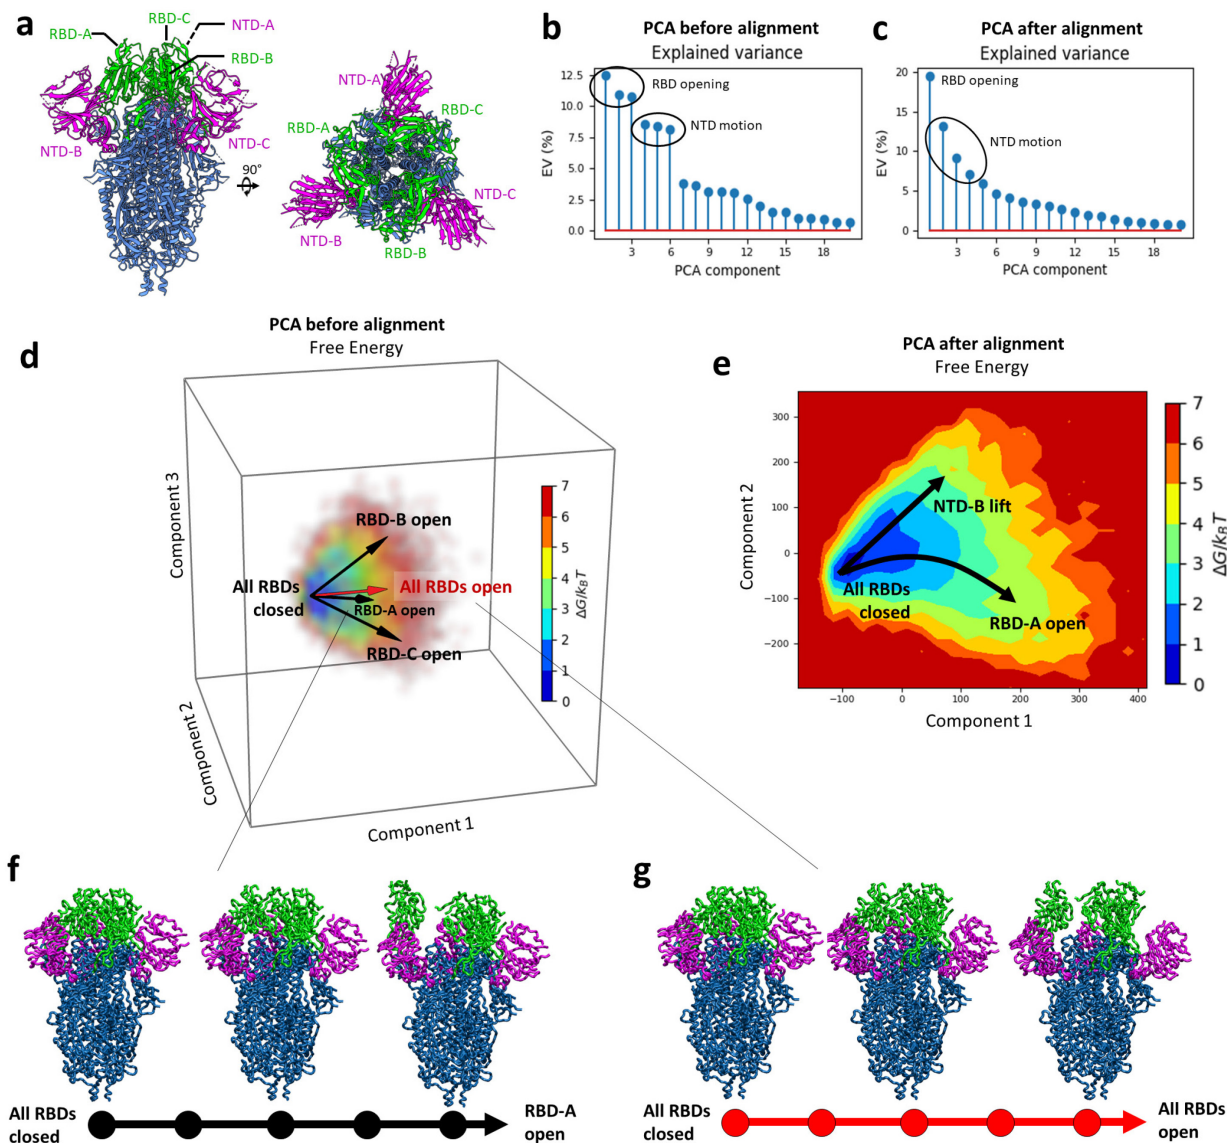 a
RBD-C
RBD-A
NTD-A
RBD-B
NTD-B
NTD-C
90°
NTD-A
RBD-C
RBD-A
NTD-C
NTD-B
RBD-B
b
PCA before alignment
Explained variance
12.5
10.0
7.5
5.0
2.5
0.0
EV (%)
RBD opening
NTD motion
3 6 9 12 15 18
PCA component
c
PCA after alignment
Explained variance
20
15
10
5
0
EV (%)
RBD opening
NTD motion
3 6 9 12 15 18
PCA component
d
PCA before alignment
Free Energy
Component 3
Component 2
Component 1
RBD-B open
All RBDs
closed
All RBDs open
RBD-A open
RBD-C open
7
6
5
4
3
2
1
0
ΔG/k_BT
e
PCA after alignment
Free Energy
300
200
100
0
−100
−200
Component 2
NTD-B lift
All RBDs
closed
RBD-A open
−100 0 100 200 300 400
Component 1
7
6
5
4
3
2
1
0
ΔG/k_BT
f
All RBDs
closed
RBD-A
open
g
All RBDs
closed
All RBDs
open